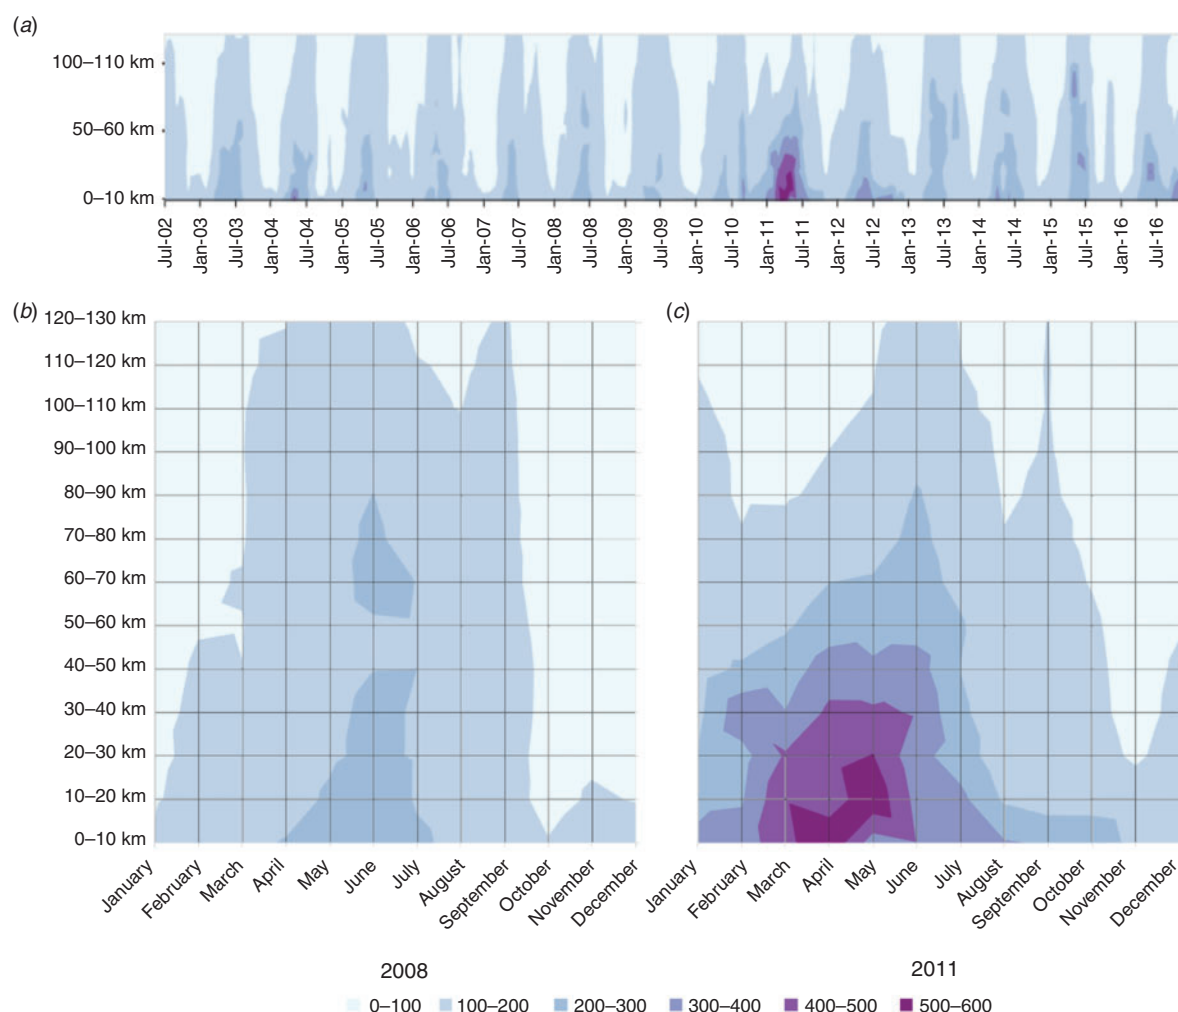 (a)
100–110 km
50–60 km
0–10 km
Jul-02
Jan-03
Jul-03
Jan-04
Jul-04
Jan-05
Jul-05
Jan-06
Jul-06
Jan-07
Jul-07
Jan-08
Jul-08
Jan-09
Jul-09
Jan-10
Jul-10
Jan-11
Jul-11
Jan-12
Jul-12
Jan-13
Jul-13
Jan-14
Jul-14
Jan-15
Jul-15
Jan-16
Jul-16
(b)
120–130 km
110–120 km
100–110 km
90–100 km
80–90 km
70–80 km
60–70 km
50–60 km
40–50 km
30–40 km
20–30 km
10–20 km
0–10 km
January
February
March
April
May
June
July
August
September
October
November
December
2008
(c)
January
February
March
April
May
June
July
August
September
October
November
December
2011
0–100
100–200
200–300
300–400
400–500
500–600